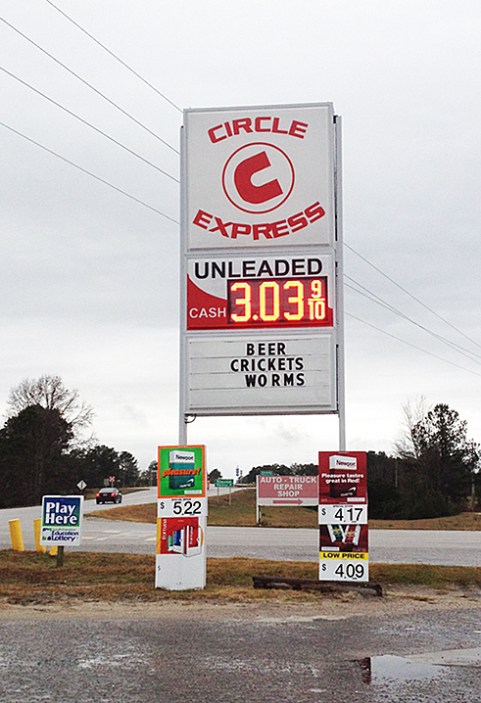 CIRCLE
C
EXPRESS
UNLEADED
CASH 3.03 9/10
BEER
CRICKETS
WORMS
Newport
Pleasure!
$ 5.22
Newport
Pleasure tastes
great in Red!
$ 4.17
LOW PRICE
$ 4.09
AUTO - TRUCK
REPAIR
SHOP
Play
Here
Education
Lottery